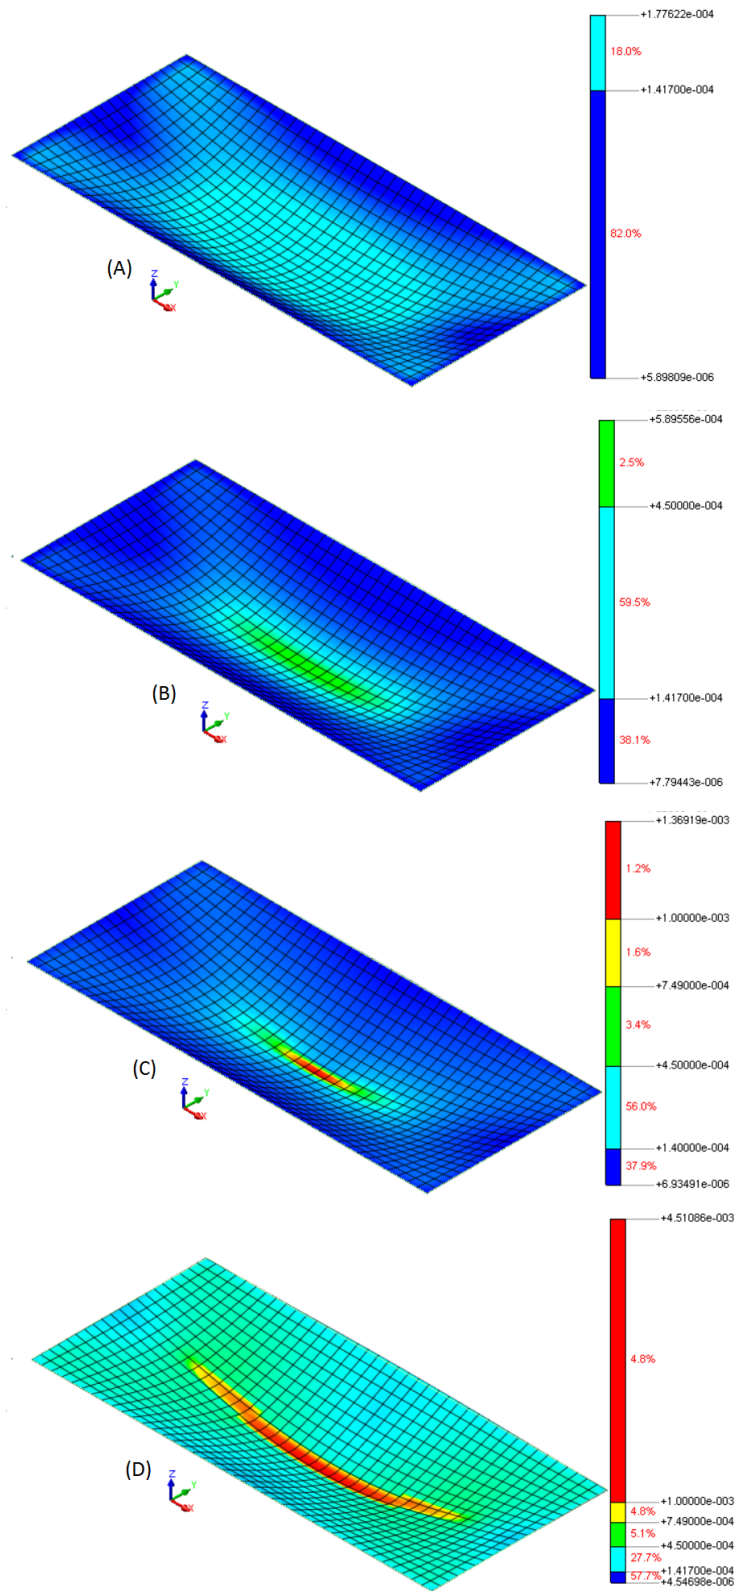 +1.77622e-004
18.0%
+1.41700e-004
82.0%
(A)
Z
Y
X
+5.89809e-006
+5.89556e-004
2.5%
+4.50000e-004
59.5%
(B)
Z
Y
X
+1.41700e-004
38.1%
+7.79443e-006
+1.36919e-003
1.2%
+1.00000e-003
1.6%
+7.49000e-004
3.4%
+4.50000e-004
(C)
Z
Y
X
56.0%
+1.40000e-004
37.9%
+6.93491e-006
+4.51086e-003
4.8%
(D)
Z
Y
X
+1.00000e-003
4.8%
+7.49000e-004
5.1%
+4.50000e-004
27.7%
+1.41700e-004
57.7%
+4.54698e-006